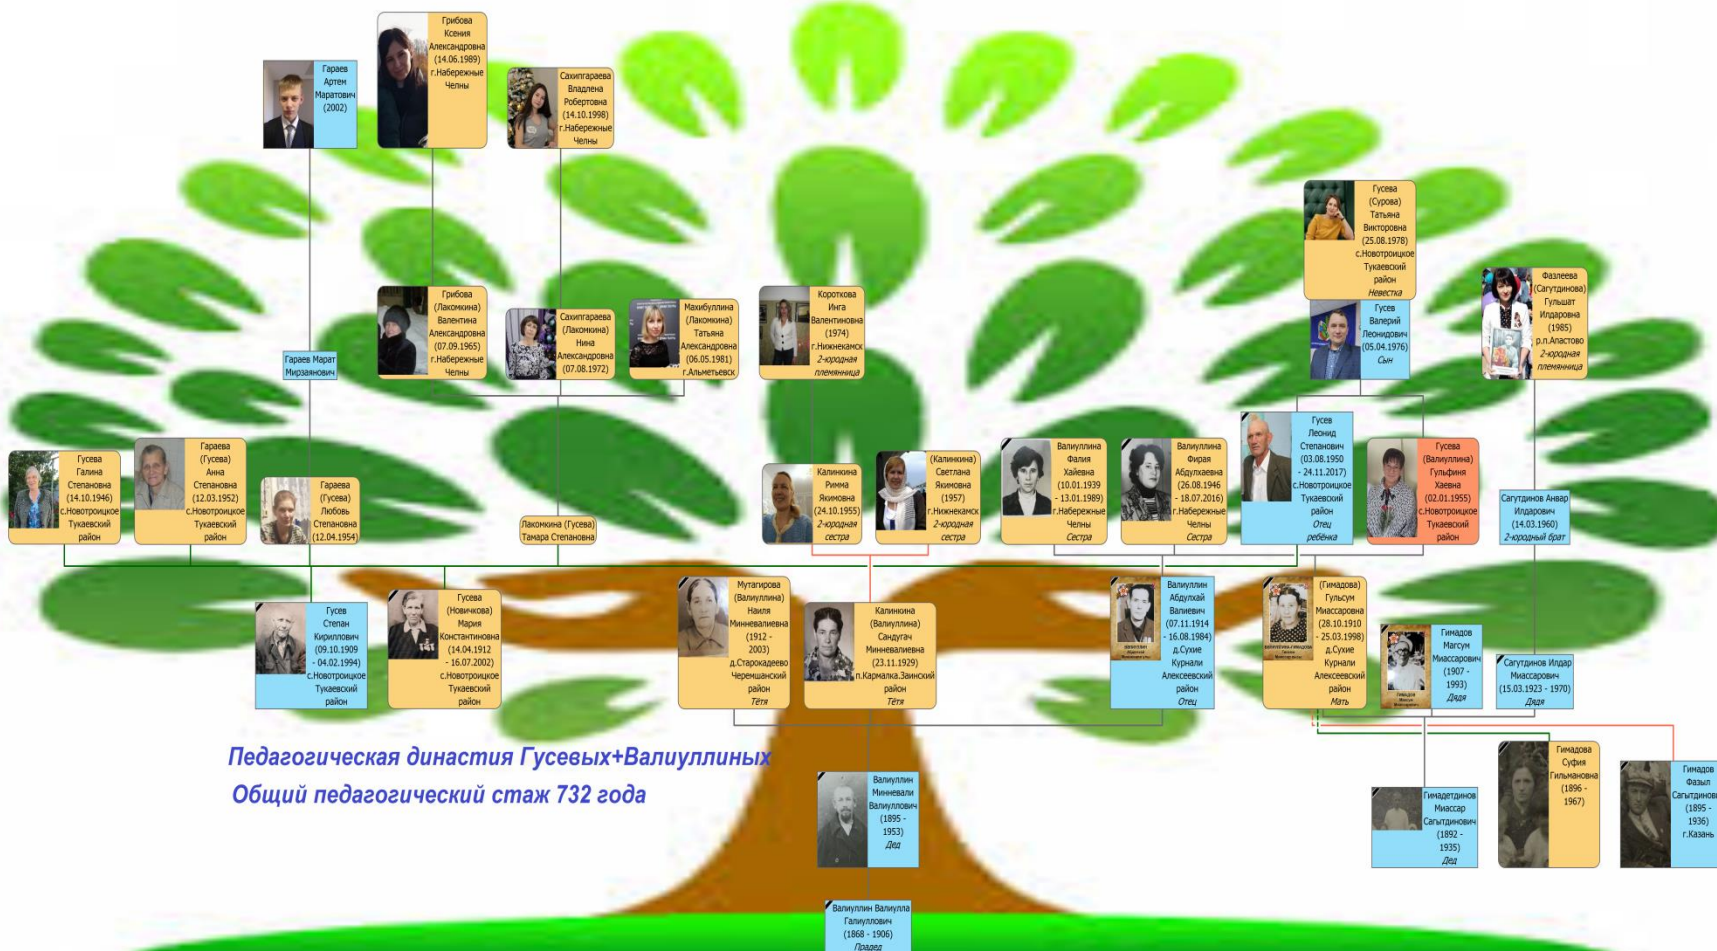 Гараев
Артем
Маратович
(2002)
Грибова
Ксения
Александровна
(14.06.1989)
г.Набережные
Челны
Сахипгараева
Владлена
Робертовна
(14.10.1998)
г.Набережные
Челны
Гусева
(Сурова)
Татьяна
Викторовна
(25.08.1978)
с.Новотроицкое
Тукаевский
район
Невестка
Гараев Марат
Мирзаянович
Грибова
(Лакомкина)
Валентина
Александровна
(07.09.1965)
г.Набережные
Челны
Сахипгараева
(Лакомкина)
Нина
Александровна
(07.08.1972)
Махибуллина
(Лакомкина)
Татьяна
Александровна
(06.05.1981)
г.Альметьевск
Короткова
Инга
Валентиновна
(1974)
г.Нижнекамск
2-юродная
племянница
Гусев
Валерий
Леонидович
(05.04.1976)
Сын
Фазлеева
(Сагутдинова)
Гульшат
Илдаровна
(1985)
р.п.Апастово
2-юродная
племянница
Гусева
Галина
Степановна
(14.10.1946)
с.Новотроицкое
Тукаевский
район
Гараева
(Гусева)
Анна
Степановна
(12.03.1952)
с.Новотроицкое
Тукаевский
район
Гараева
(Гусева)
Любовь
Степановна
(12.04.1954)
Лакомкина (Гусева)
Тамара Степановна
Калинкина
Римма
Якимовна
(24.10.1955)
2-юродная
сестра
(Калинкина)
Светлана
Якимовна
(1957)
г.Нижнекамск
2-юродная
сестра
Валиуллина
Фалия
Хайевна
(10.01.1939
- 13.01.1989)
г.Набережные
Челны
Сестра
Валиуллина
Фирая
Абдулхаевна
(26.08.1946
- 18.07.2016)
г.Набережные
Челны
Сестра
Гусев
Леонид
Степанович
(03.08.1950
- 24.11.2017)
с.Новотроицкое
Тукаевский
район
Отец
ребёнка
Гусева
(Валиуллина)
Гульфиня
Хаевна
(02.01.1955)
с.Новотроицкое
Тукаевский
район
Сагутдинов Анвар
Илдарович
(14.03.1960)
2-юродный брат
Гусев
Степан
Кириллович
(09.10.1909
- 04.02.1994)
с.Новотроицкое
Тукаевский
район
Гусева
(Новичкова)
Мария
Константиновна
(14.04.1912
- 16.07.2002)
с.Новотроицкое
Тукаевский
район
Мутагирова
(Валиуллина)
Наиля
Минневалиевна
(1912 -
2003)
д.Старокадеево
Черемшанский
район
Тётя
Калинкина
(Валиуллина)
Сандугач
Минневалиевна
(23.11.1929)
п.Кармалка.Заинский
район
Тётя
Валиуллин
Абдулхай
Валиевич
(07.11.1914
- 16.08.1984)
д.Сухие
Курнали
Алексеевский
район
Отец
(Гимадова)
Гульсум
Миассаровна
(28.10.1910
- 25.03.1998)
д.Сухие
Курнали
Алексеевский
район
Мать
Гимадов
Магсум
Миассарович
(1907 -
1993)
Дядя
Сагутдинов Илдар
Миассарович
(15.03.1923 - 1970)
Дядя
Педагогическая династия Гусевых+Валиуллиных
Общий педагогический стаж 732 года
Валиуллин
Минневали
Валиуллович
(1895 -
1953)
Дед
Гимадетдинов
Миассар
Сагытдинович
(1892 -
1935)
Дед
Гимадова
Суфия
Гильмановна
(1896 -
1967)
Гимадов
Фазыл
(1895 -
1936)
г.Казань
Валиуллин Валиулла
Галиуллович
(1868 - 1906)
Прадед